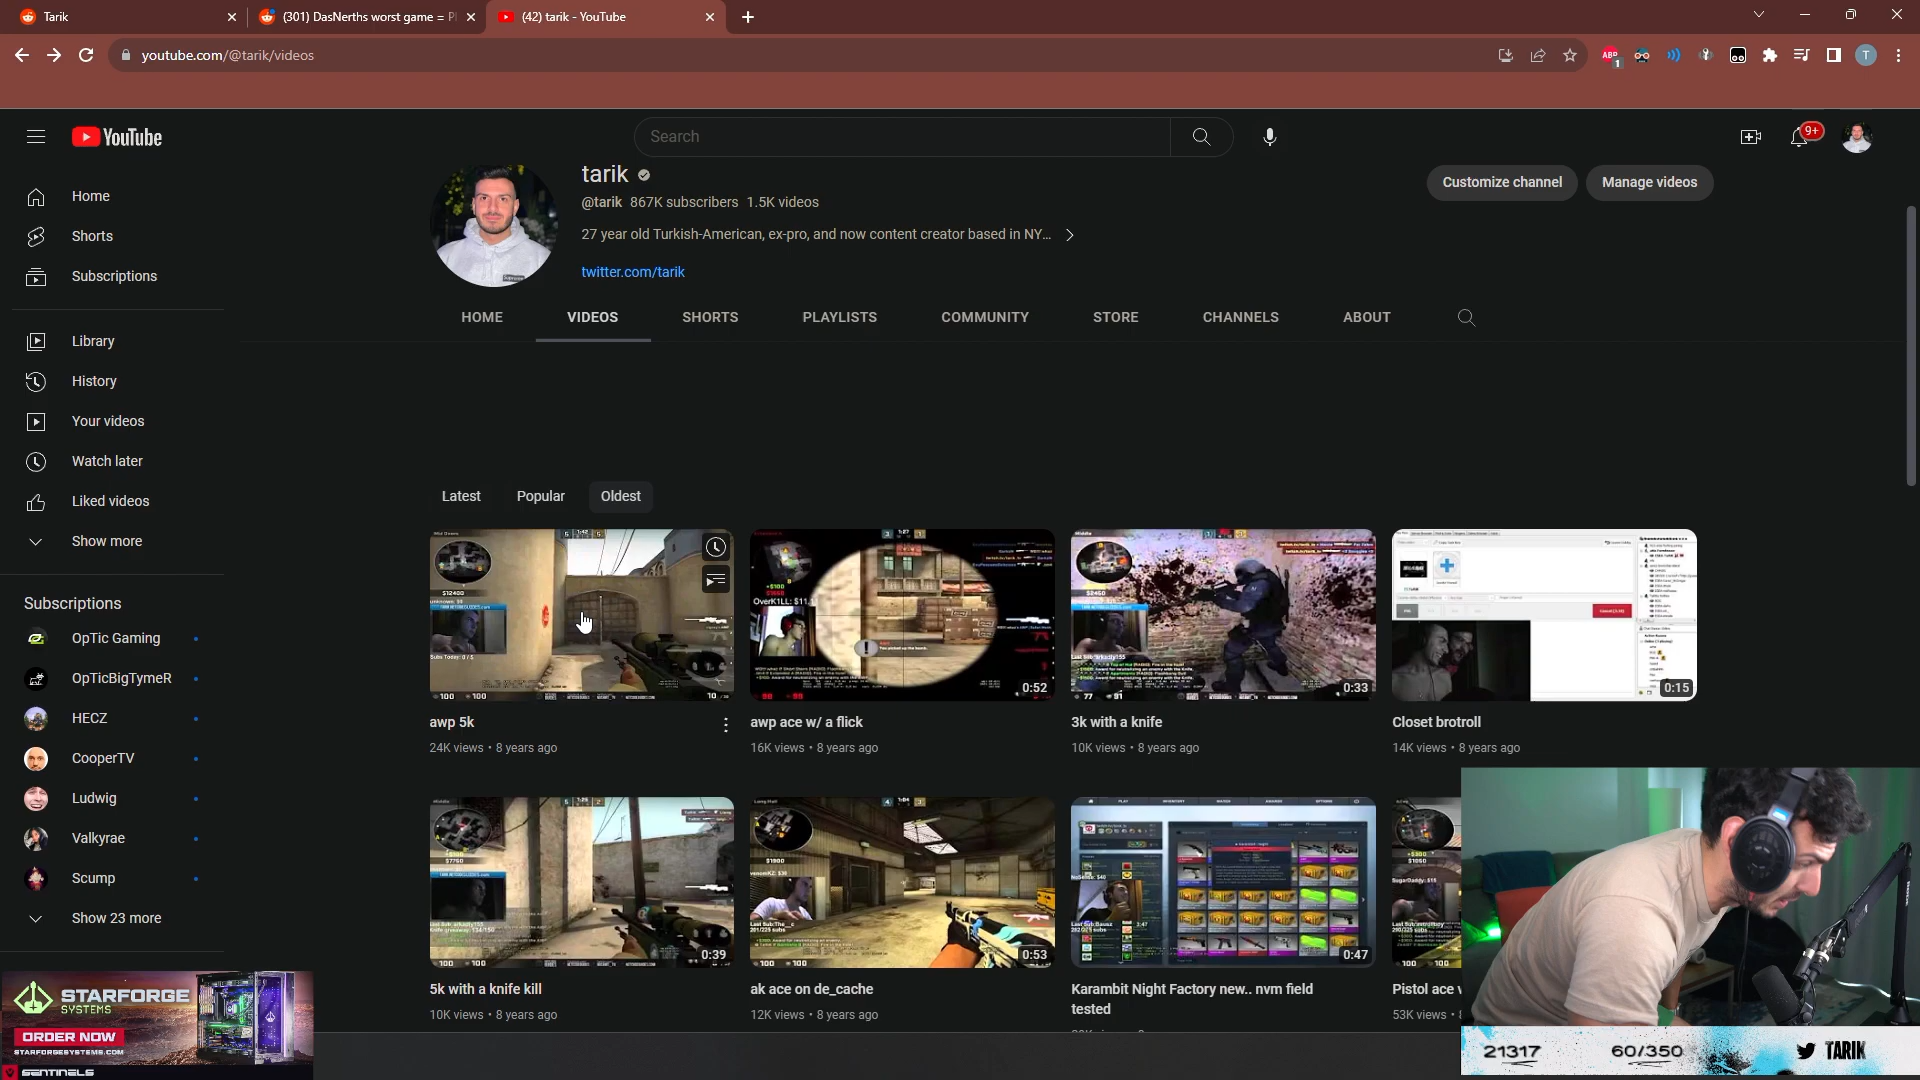 Tarik
(301) DasNerths worst game = Pl
(42) tarik - YouTube
youtube.com/@tarik/videos
ABP
1
T
YouTube
Search
9+
Home
Shorts
Subscriptions
Library
History
Your videos
Watch later
Liked videos
Show more
Subscriptions
OpTic Gaming
OpTicBigTymeR
HECZ
CooperTV
Ludwig
Valkyrae
Scump
Show 23 more
tarik
@tarik 867K subscribers 1.5K videos
27 year old Turkish-American, ex-pro, and now content creator based in NY...
twitter.com/tarik
Customize channel
Manage videos
HOME
VIDEOS
SHORTS
PLAYLISTS
COMMUNITY
STORE
CHANNELS
ABOUT
Latest
Popular
Oldest
0:52
0:33
0:15
awp 5k
24K views • 8 years ago
awp ace w/ a flick
16K views • 8 years ago
3k with a knife
10K views • 8 years ago
Closet brotroll
14K views • 8 years ago
0:39
0:53
0:47
5k with a knife kill
10K views • 8 years ago
ak ace on de_cache
12K views • 8 years ago
Karambit Night Factory new.. nvm field
tested
Pistol ace
53K views •
STARFORGE
SYSTEMS
ORDER NOW
STARFORGESYSTEMS.COM
SENTINELS
21317
60/350
TARIK